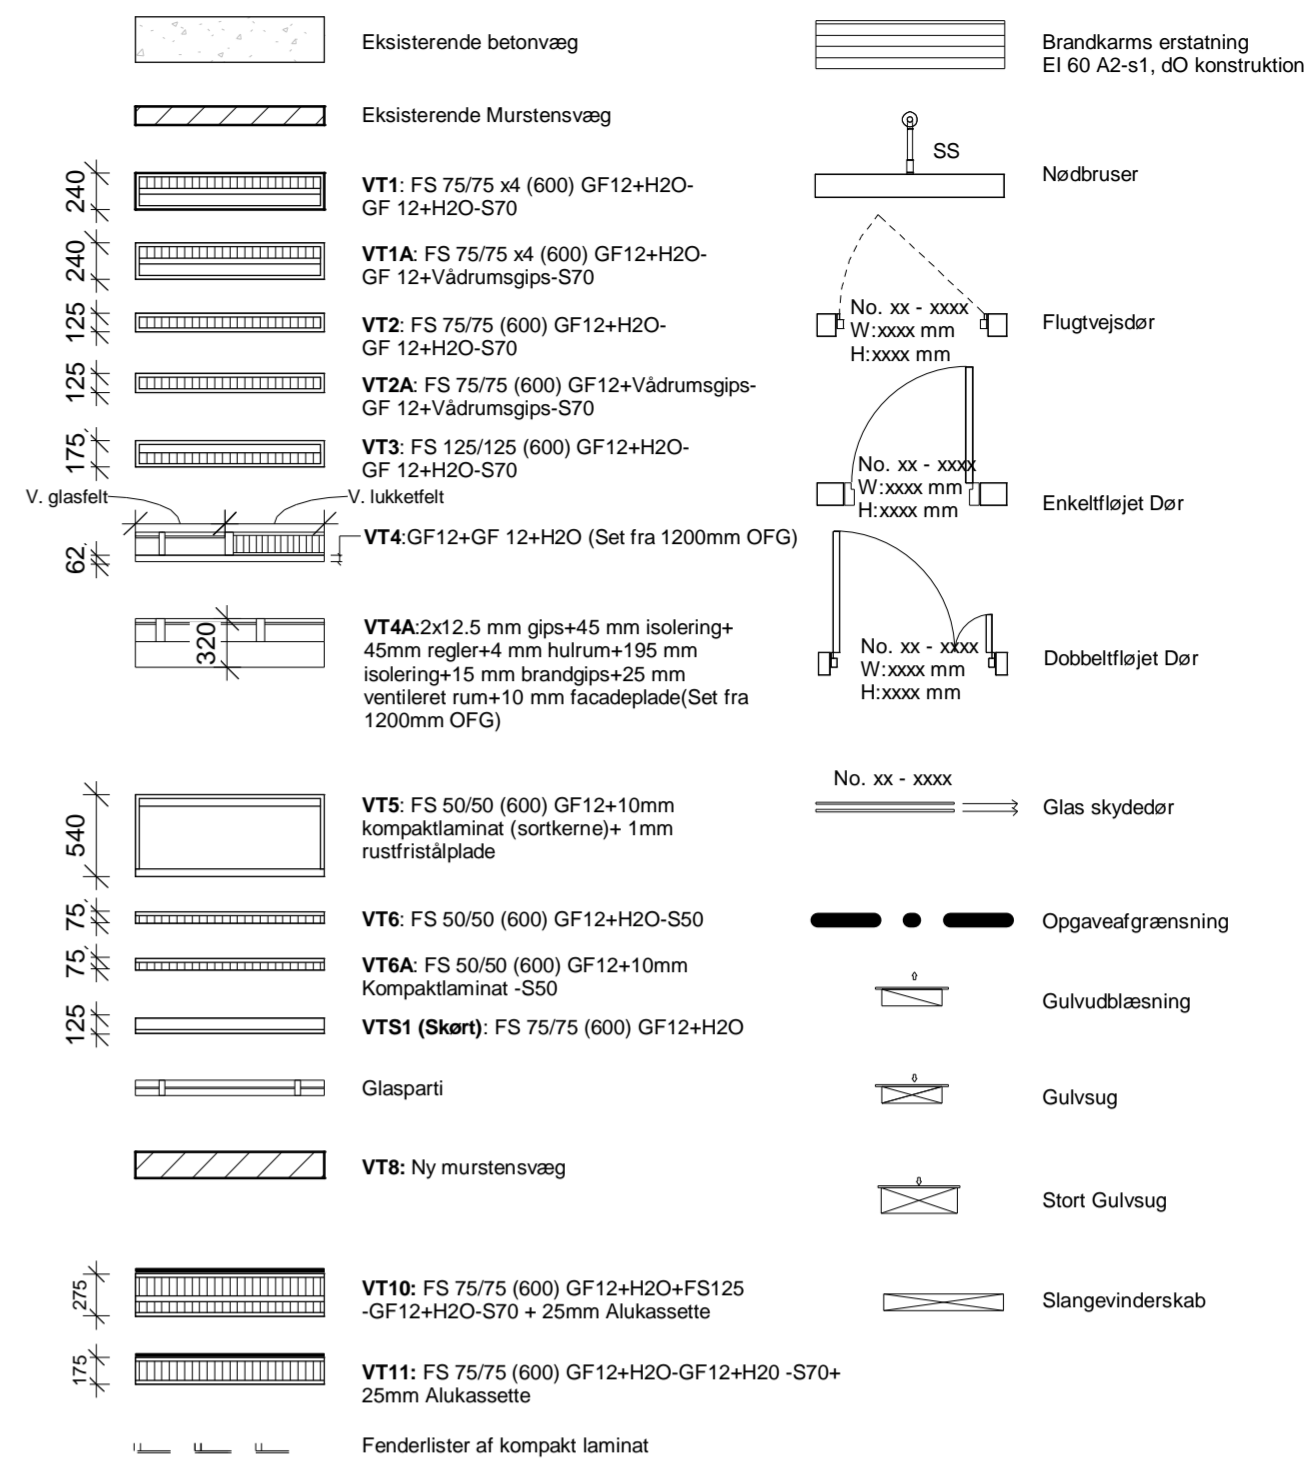 Eksisterende betonvæg
Eksisterende Murstensvæg
240
VT1: FS 75/75 x4 (600) GF12+H2O-
GF 12+H2O-S70
240
VT1A: FS 75/75 x4 (600) GF12+H2O-
GF 12+Vådrumsgips-S70
125
VT2: FS 75/75 (600) GF12+H2O-
GF 12+H2O-S70
125
VT2A: FS 75/75 (600) GF12+Vådrumsgips-
GF 12+Vådrumsgips-S70
175,
VT3: FS 125/125 (600) GF12+H2O-
GF 12+H2O-S70
V. glasfelt
V. lukketfelt
62,
VT4:GF12+GF 12+H2O (Set fra 1200mm OFG)
320
VT4A:2x12.5 mm gips+45 mm isolering+
45mm regler+4 mm hulrum+195 mm
isolering+15 mm brandgips+25 mm
ventileret rum+10 mm facadeplade(Set fra
1200mm OFG)
540
VT5: FS 50/50 (600) GF12+10mm
kompaktlaminat (sortkerne)+ 1mm
rustfristålplade
75,
VT6: FS 50/50 (600) GF12+H2O-S50
75,
VT6A: FS 50/50 (600) GF12+10mm
Kompaktlaminat -S50
125
VTS1 (Skørt): FS 75/75 (600) GF12+H2O
Glasparti
VT8: Ny murstensvæg
275
VT10: FS 75/75 (600) GF12+H2O+FS125
-GF12+H2O-S70 + 25mm Alukassette
175
VT11: FS 75/75 (600) GF12+H2O-GF12+H20 -S70+
25mm Alukassette
Fenderlister af kompakt laminat
Brandkarms erstatning
EI 60 A2-s1, dO konstruktion
SS
Nødbruser
No. xx - xxxx
W:xxxx mm
H:xxxx mm
Flugtvejsdør
No. xx - xxxx
W:xxxx mm
H:xxxx mm
Enkeltfløjet Dør
No. xx - xxxx
W:xxxx mm
H:xxxx mm
Dobbeltfløjet Dør
No. xx - xxxx
Glas skydedør
Opgaveafgrænsning
Gulvudblæsning
Gulvsug
Stort Gulvsug
Slangevinderskab